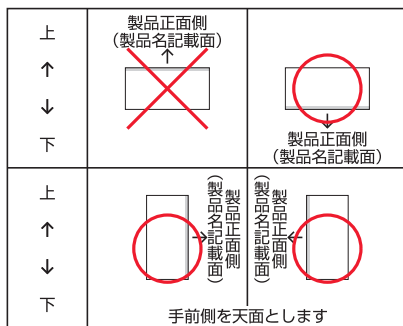 上
↑
↓
下
製品正面側
(製品名記載面)
↑
↓
製品正面側
(製品名記載面)
上
↑
↓
下
製品正面側
(製品名記載面)
→
製品正面側
(製品名記載面)
←
手前側を天面とします